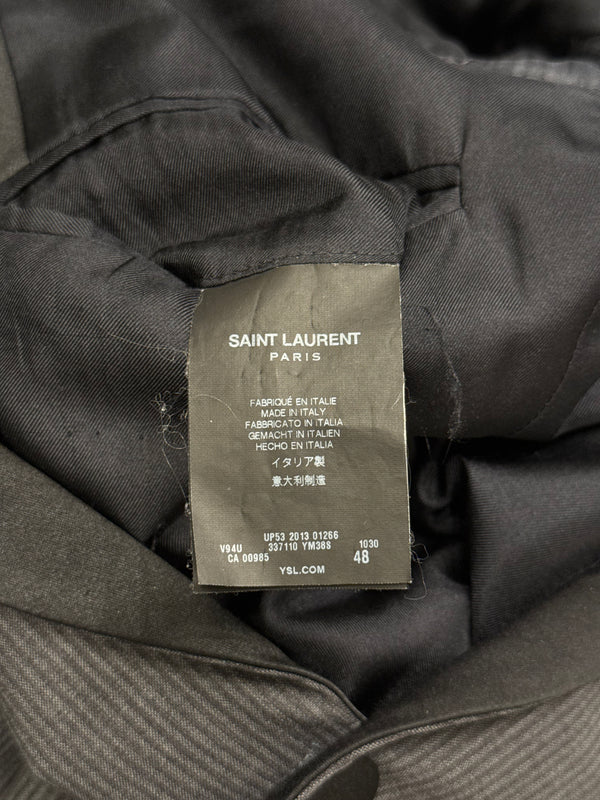 SAINT LAURENT
PARIS
FABRIQUÉ EN ITALIE
MADE IN ITALY
FABBRICATO IN ITALIA
GEMACHT IN ITALIEN
HECHO EN ITALIA
イタリア製
意大利制造
UP53 2013 01266
V94U 337110 YM38S 1030
CA 00985 48
YSL.COM